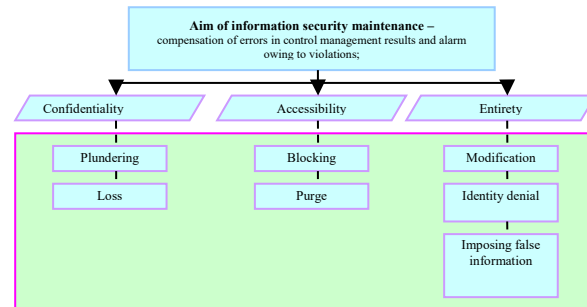 Aim of information security maintenance –
compensation of errors in control management results and alarm
owing to violations;
Confidentiality
Accessibility
Entirety
Plundering
Blocking
Modification
Loss
Purge
Identity denial
Imposing false
information